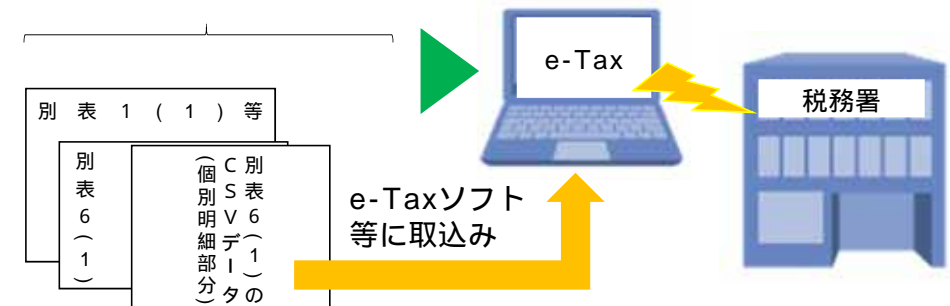 別表1(1)等
別表6(1)
別表6(1)の
CSVデータ
(個別明細部分)
e-Taxソフト
等に取込み
e-Tax
税務署